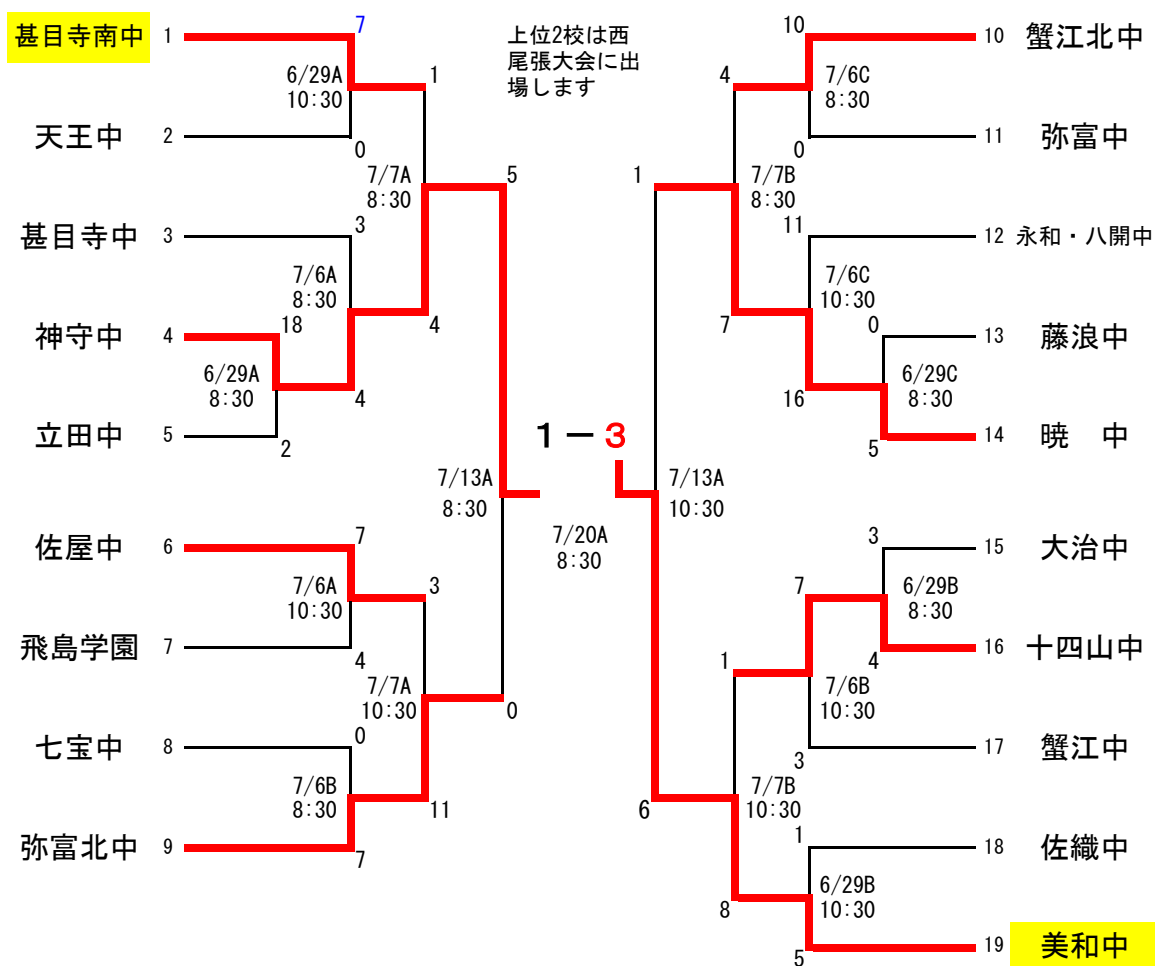 甚目寺南中 1
7
6/29A
10:30
1
天王中 2
0
7/7A
8:30
5
甚目寺中 3
3
7/6A
8:30
神守中 4
18
6/29A
8:30
4
4
立田中 5
2
7/13A
8:30
佐屋中 6
7
7/6A
10:30
3
飛島学園 7
4
7/7A
10:30
0
七宝中 8
0
7/6B
8:30
11
弥富北中 9
7
上位2校は西
尾張大会に出
場します
1-3
7/20A
8:30
10
10 蟹江北中
4
7/6C
8:30
11 弥富中
0
1
7/7B
8:30
11
12 永和・八開中
7/6C
10:30
7
0
13 藤浪中
6/29C
8:30
16
14 暁 中
5
7/13A
10:30
3
15 大治中
7
6/29B
8:30
16 十四山中
4
1
7/6B
10:30
17 蟹江中
3
6
7/7B
10:30
1
18 佐織中
6/29B
10:30
8
19 美和中
5